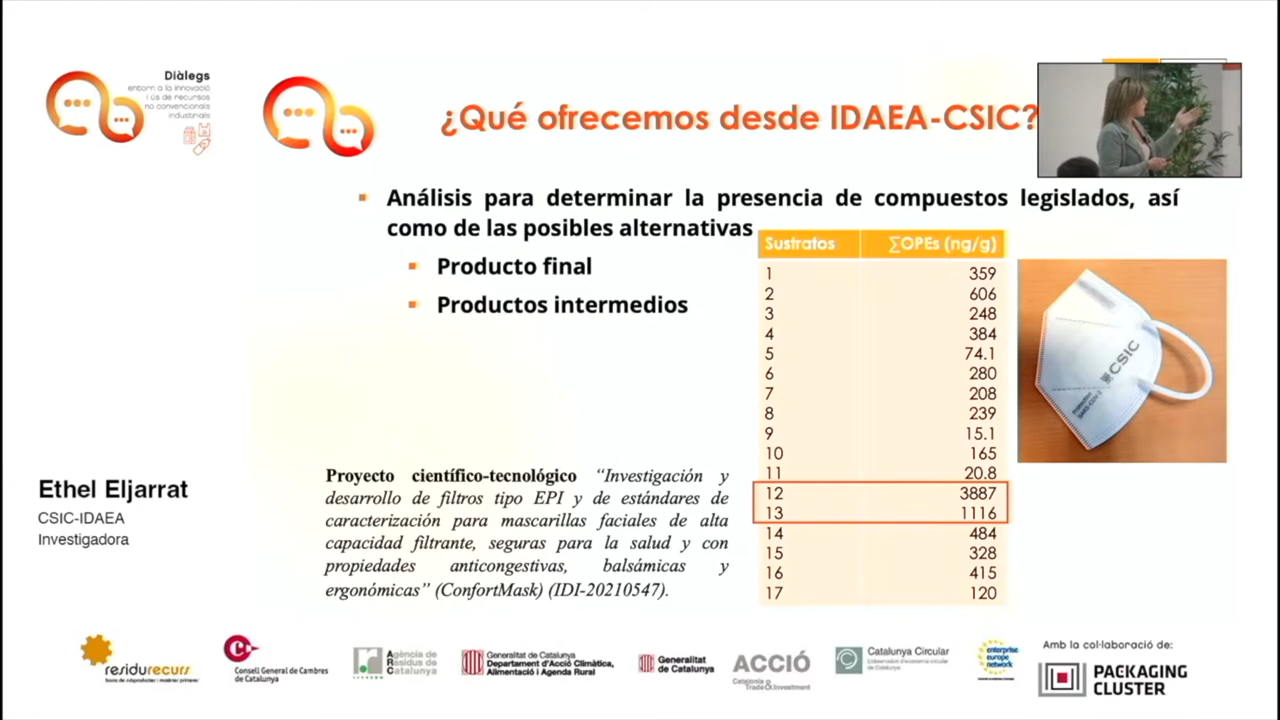 Diàlegs
entorn a la innovació
i ús de recursos
no convencionals
industrials
¿Qué ofrecemos desde IDAEA-CSIC?
Análisis para determinar la presencia de compuestos legislados, así
como de las posibles alternativas
Producto final
Productos intermedios
Sustratos ∑OPEs (ng/g)
1 359
2 606
3 248
4 384
5 74.1
6 280
7 208
8 239
9 15.1
10 165
11 20.8
12 3887
13 1116
14 484
15 328
16 415
17 120
CSIC
Proyecto científico-tecnológico “Investigación y
desarrollo de filtros tipo EPI y de estándares de
caracterización para mascarillas faciales de alta
capacidad filtrante, seguras para la salud y con
propiedades anticongestivas, balsámicas y
ergonómicas” (ConfortMask) (IDI-20210547).
Ethel Eljarrat
CSIC-IDAEA
Investigadora
residurecurs
Consell General de Cambres
de Catalunya
Agència de
Residus de
Catalunya
Generalitat de Catalunya
Departament d'Acció Climàtica,
Alimentació i Agenda Rural
Generalitat
de Catalunya
ACCIÓ
Catalonia
Trade & Investment
Catalunya Circular
L'observatori d'economia circular
de Catalunya
enterprise
europe
network
Amb la col·laboració de:
PACKAGING
CLUSTER